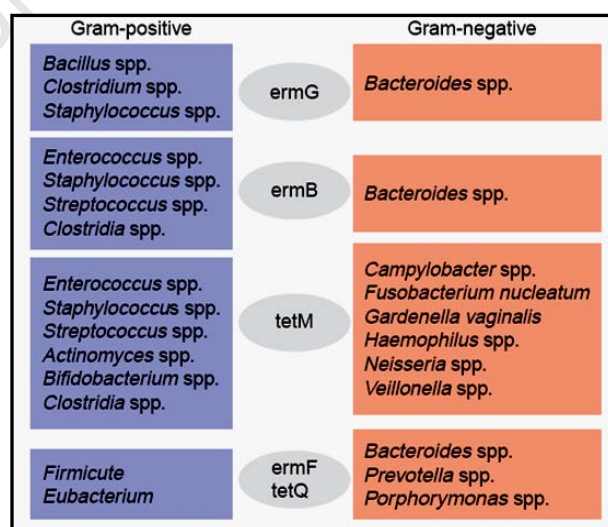 Gram-positive
Gram-negative
Bacillus spp.
Clostridium spp.
Staphylococcus spp.
ermG
Bacteroides spp.
Enterococcus spp.
Staphylococcus spp.
Streptococcus spp.
Clostridia spp.
ermB
Bacteroides spp.
Enterococcus spp.
Staphylococcus spp.
Streptococcus spp.
Actinomyces spp.
Bifidobacterium spp.
Clostridia spp.
tetM
Campylobacter spp.
Fusobacterium nucleatum
Gardenella vaginalis
Haemophilus spp.
Neisseria spp.
Veillonella spp.
Firmicute
Eubacterium
ermF
tetQ
Bacteroides spp.
Prevotella spp.
Porphorymonas spp.